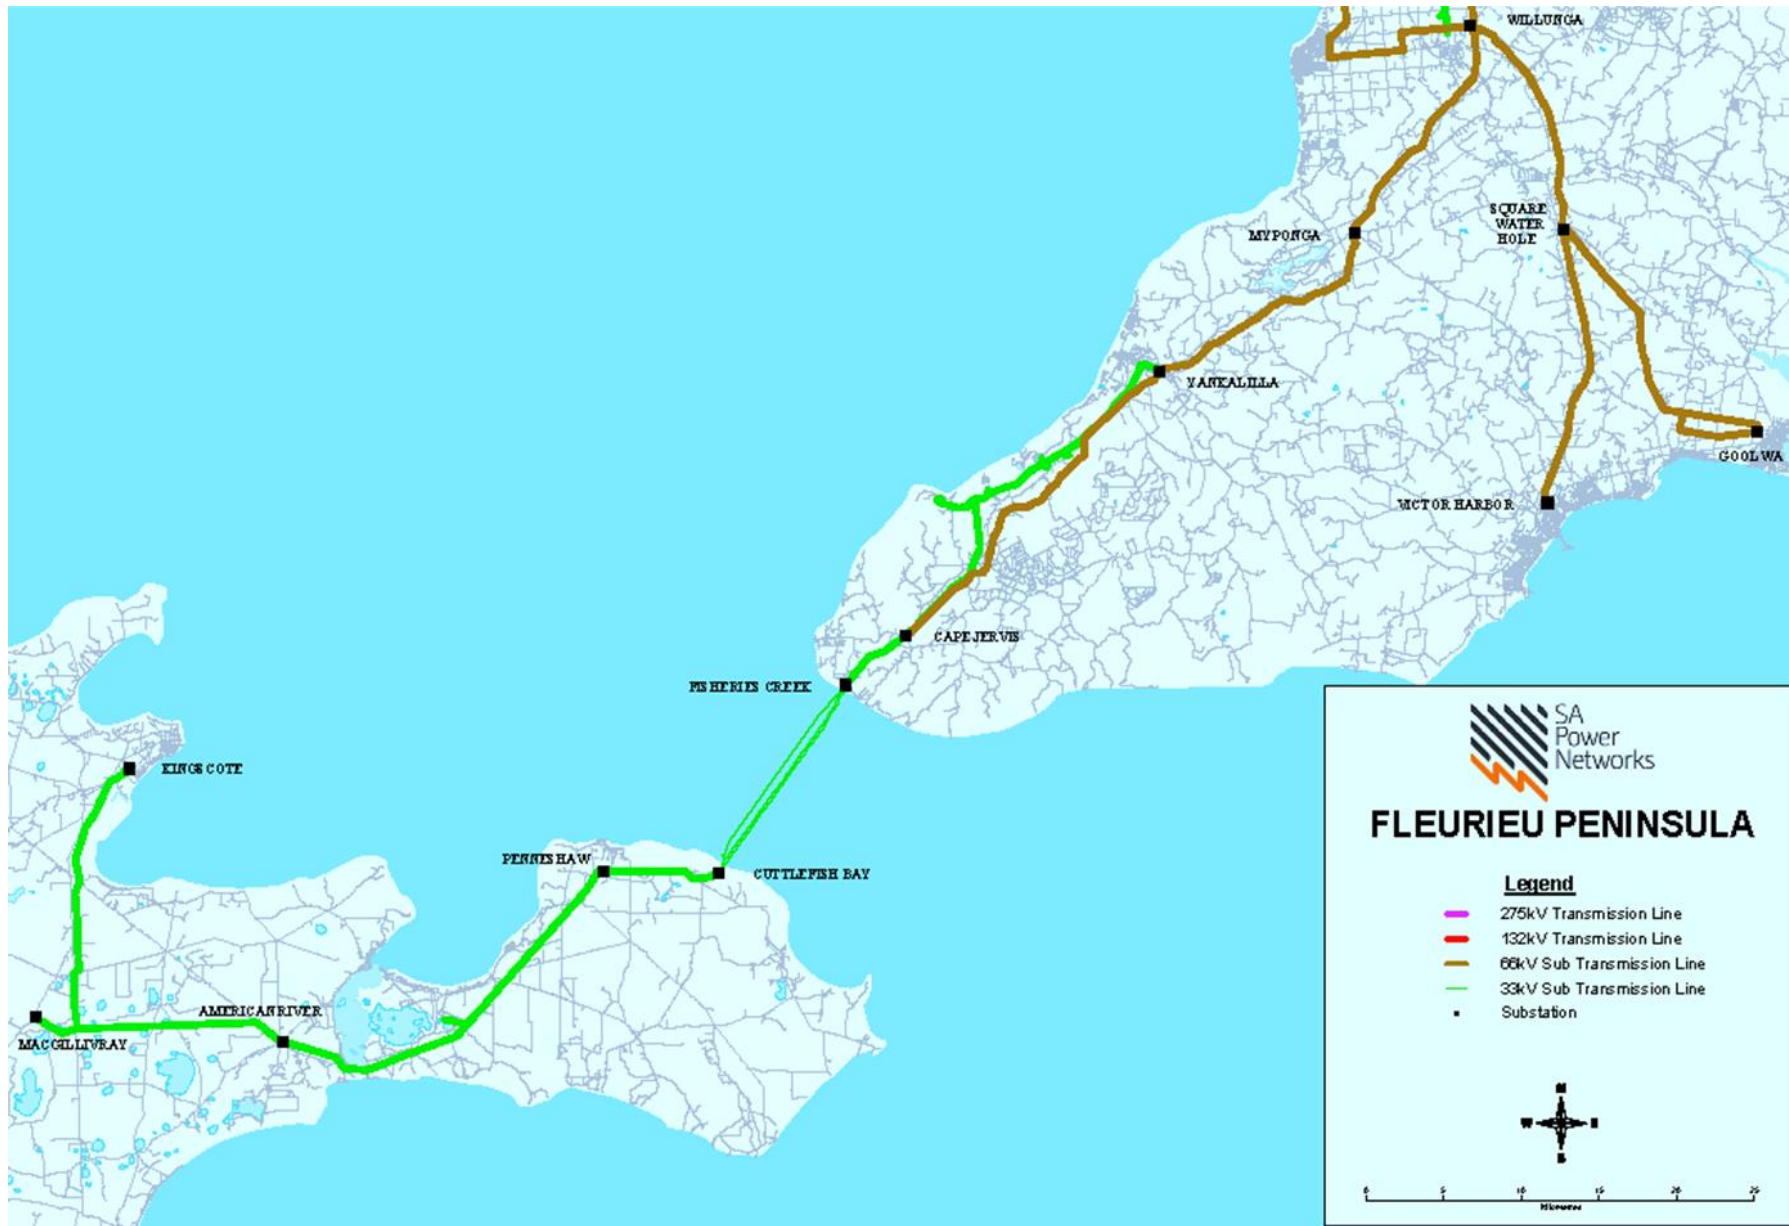 WILLUNGA
SQUARE
WATER
HOLE
MYPONGA
YANKALILLA
GOOLWA
VICTOR HARBOR
CAPE JERVIS
FISHERIES CREEK
KINGSCOTE
PENNESHAW
CUTTLEFISH BAY
AMERICAN RIVER
MACGILLIVRAY
SA
Power
Networks
FLEURIEU PENINSULA
Legend
275kV Transmission Line
132kV Transmission Line
66kV Sub Transmission Line
33kV Sub Transmission Line
Substation
N
W E
S
0 5 10 15 20 25
Kilometres